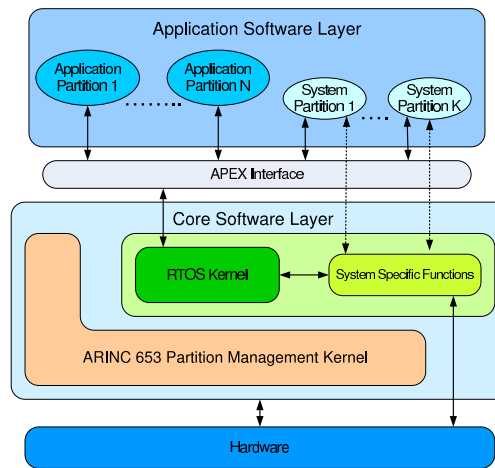 Application Software Layer
Application
Partition 1
Application
Partition N
System
Partition 1
System
Partition K
APEX Interface
Core Software Layer
RTOS Kernel
System Specific Functions
ARINC 653 Partition Management Kernel
Hardware